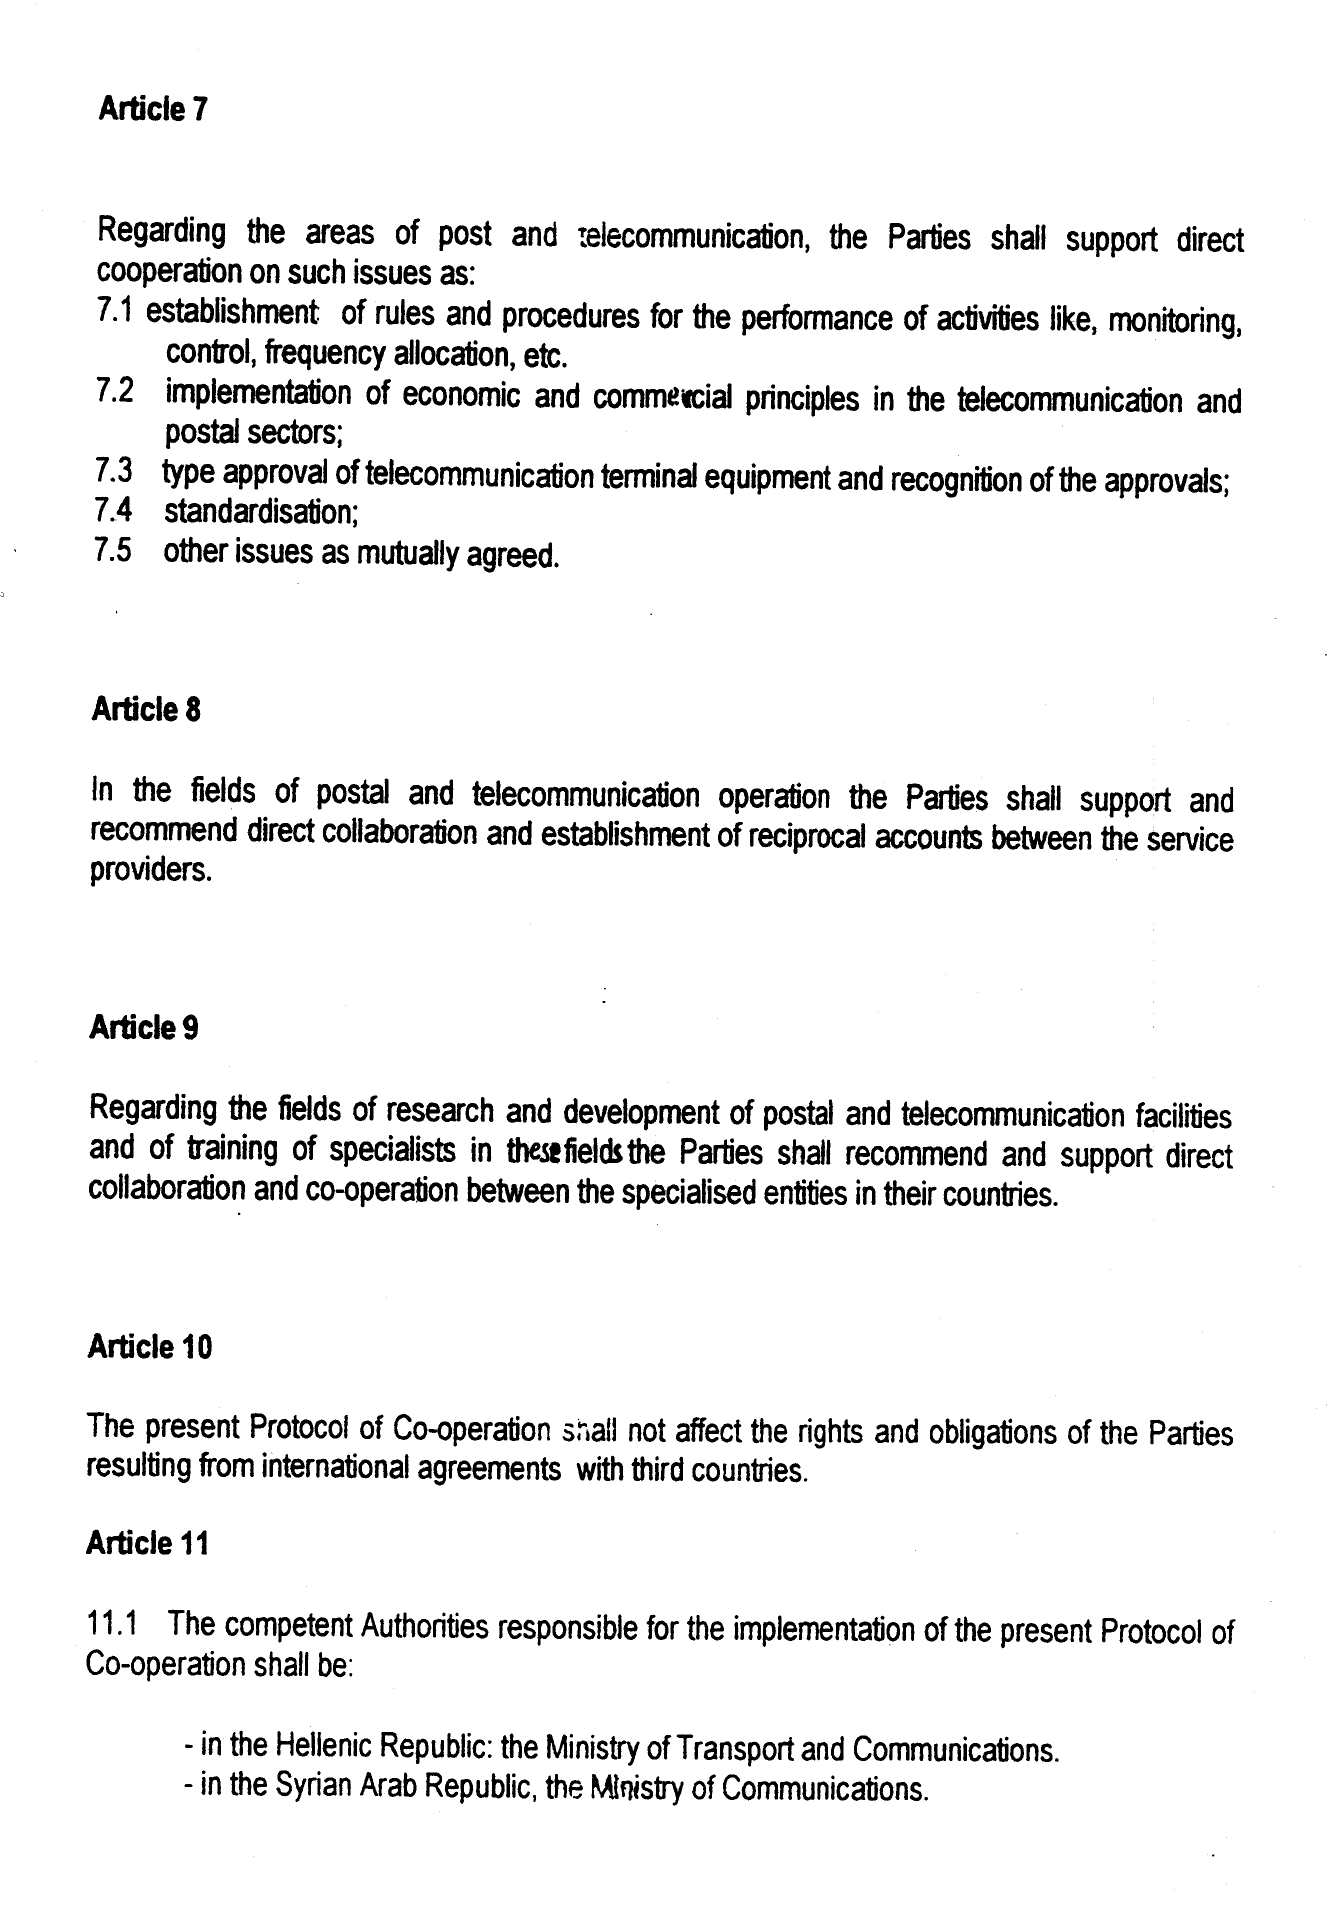 Article 7
Regarding the areas of post and telecommunication, the Parties shall support direct
cooperation on such issues as:
7.1 establishment of rules and procedures for the performance of activities like, monitoring,
control, frequency allocation, etc.
7.2 implementation of economic and commercial principles in the telecommunication and
postal sectors;
7.3 type approval of telecommunication terminal equipment and recognition of the approvals;
7.4 standardisation;
7.5 other issues as mutually agreed.
Article 8
In the fields of postal and telecommunication operation the Parties shall support and
recommend direct collaboration and establishment of reciprocal accounts between the service
providers.
Article 9
Regarding the fields of research and development of postal and telecommunication facilities
and of training of specialists in these fields the Parties shall recommend and support direct
collaboration and co-operation between the specialised entities in their countries.
Article 10
The present Protocol of Co-operation shall not affect the rights and obligations of the Parties
resulting from international agreements with third countries.
Article 11
11.1 The competent Authorities responsible for the implementation of the present Protocol of
Co-operation shall be:
- in the Hellenic Republic: the Ministry of Transport and Communications.
- in the Syrian Arab Republic, the Ministry of Communications.